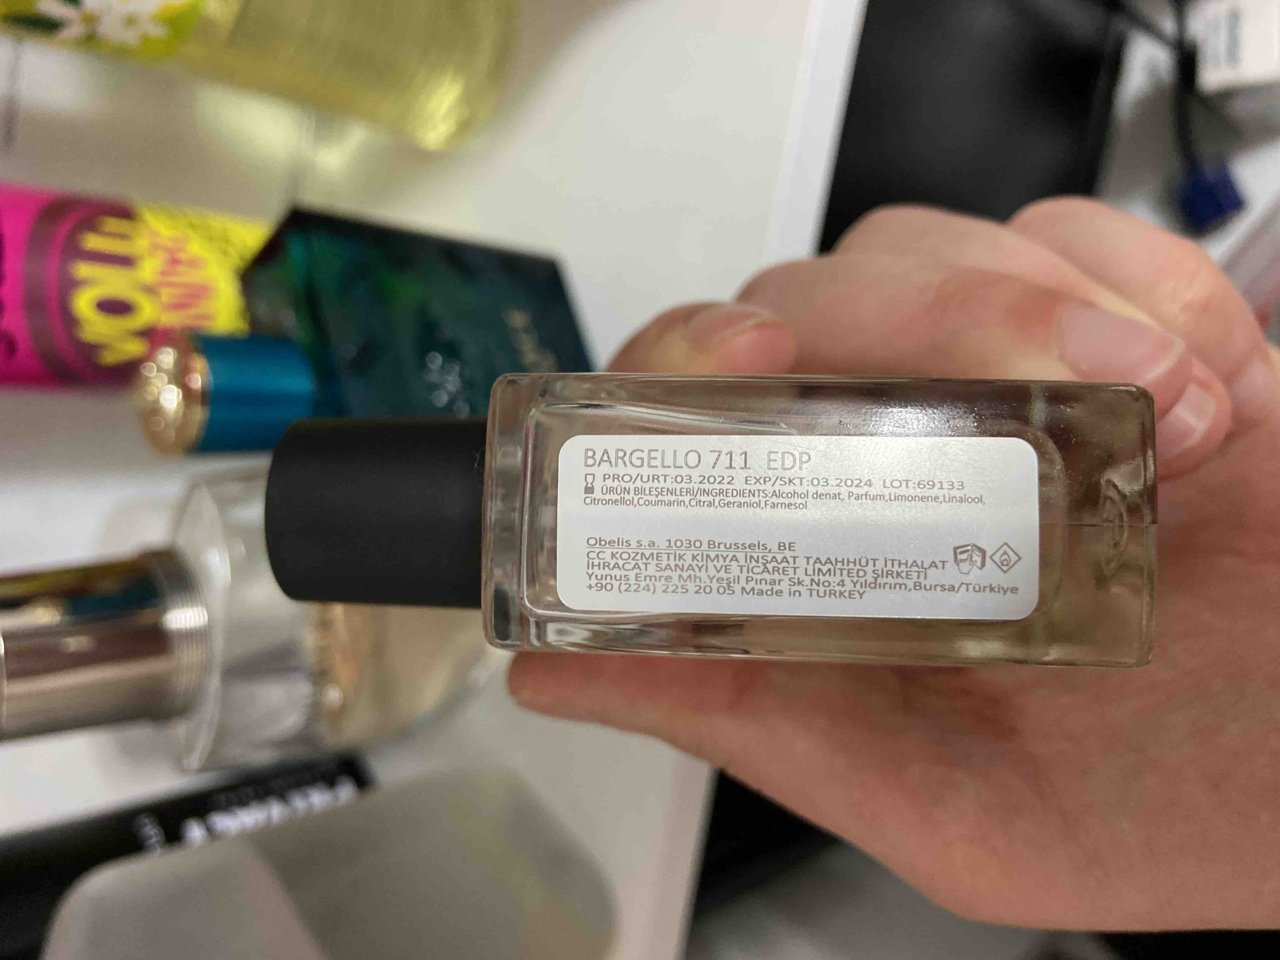 BARGELLO 711 EDP
PRO/URT:03.2022 EXP/SKT:03.2024 LOT:69133
ÜRÜN BİLEŞENLERİ/INGREDIENTS:Alcohol denat, Parfum,Limonene,Linalool,
Citronellol,Coumarin,Citral,Geraniol,Farnesol
Obelis s.a. 1030 Brussels, BE
CC KOZMETİK KİMYA İNŞAAT TAAHHÜT İTHALAT
İHRACAT SANAYİ VE TİCARET LİMİTED ŞİRKETİ
Yunus Emre Mh.Yeşil Pınar Sk.No:4 Yıldırım,Bursa/Türkiye
+90 (224) 225 20 05 Made in TURKEY